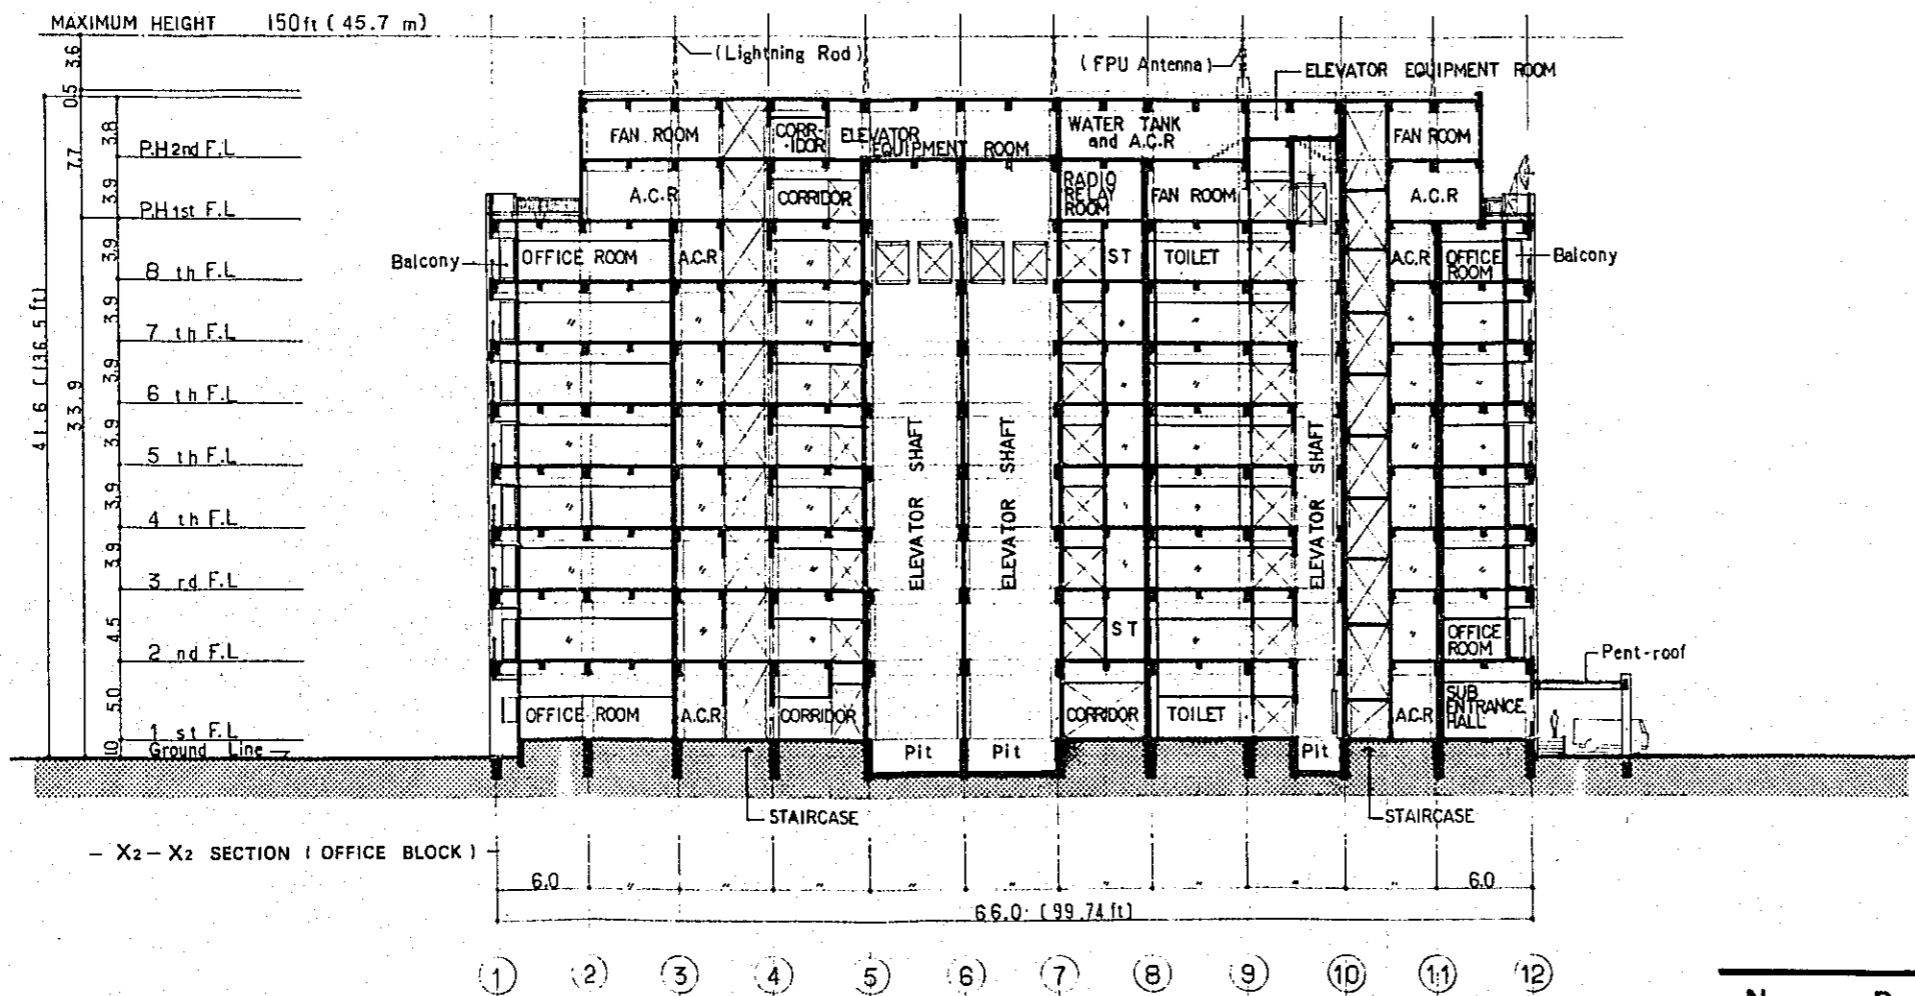 MAXIMUM HEIGHT 150ft ( 45.7 m)
(Lightning Rod)
( FPU Antenna)
ELEVATOR EQUIPMENT ROOM
3.6
0.5
3.8
7.7
3.9
3.9
3.9
3.9
3.9
3.9
3.9
4.5
5.0
1.0
33.9
41.6 (136.5 ft)
P.H 2nd F.L
P.H 1st F.L
8 th F.L
7 th F.L
6 th F.L
5 th F.L
4 th F.L
3 rd F.L
2 nd F.L
1 st F.L
Ground Line
FAN ROOM
CORR-
-IDOR
ELEVATOR
EQUIPMENT ROOM
WATER TANK
and A.C.R
FAN ROOM
A.C.R
CORRIDOR
RADIO
RELAY
ROOM
FAN ROOM
A.C.R
Balcony
OFFICE ROOM
A.C.R
"
ST
TOILET
A.C.R
OFFICE
ROOM
Balcony
" " " " " " "
" " " " " " "
ELEVATOR SHAFT
ELEVATOR SHAFT
ELEVATOR SHAFT
" " " " " " "
" " " " " " "
" " " " " " "
" " " ST " "
OFFICE
ROOM
Pent-roof
OFFICE ROOM
A.C.R
CORRIDOR
CORRIDOR
TOILET
A.C.R
SUB
ENTRANCE
HALL
Pit
Pit
Pit
STAIRCASE
STAIRCASE
- X2 - X2 SECTION ( OFFICE BLOCK ) -
6.0 " " " " " " " " " 6.0
66.0 (99.74 ft)
1 2 3 4 5 6 7 8 9 10 11 12